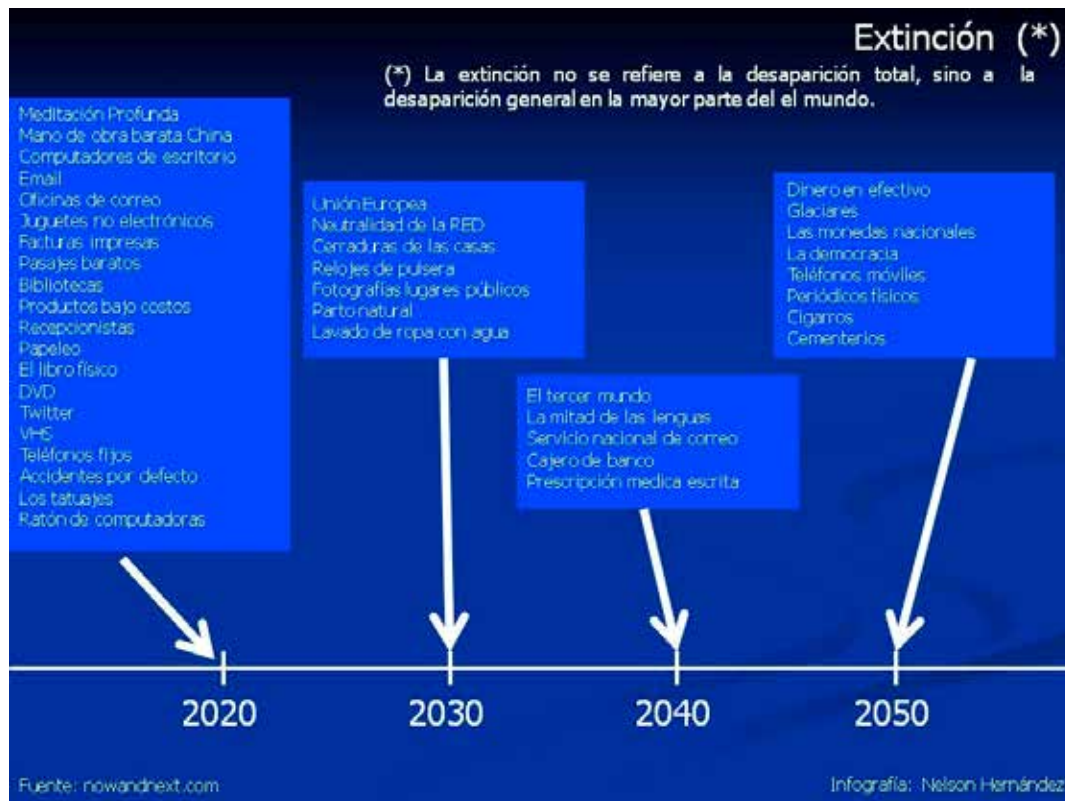 Extinción (*)
(*) La extinción no se refiere a la desaparición total, sino a la
desaparición general en la mayor parte del el mundo.
Meditación Profunda
Mano de obra barata China
Computadores de escritorio
Email
Oficinas de correo
Juguetes no electrónicos
Facturas impresas
Pasajes baratos
Bibliotecas
Productos bajo costos
Recepcionistas
Papeleo
El libro físico
DVD
Twitter
VHS
Teléfonos fijos
Accidentes por defecto
Los tatuajes
Ratón de computadoras
Unión Europea
Neutralidad de la RED
Cerraduras de las casas
Relojes de pulsera
Fotografías lugares públicos
Parto natural
Lavado de ropa con agua
El tercer mundo
La mitad de las lenguas
Servicio nacional de correo
Cajero de banco
Prescripción medica escrita
Dinero en efectivo
Glaciares
Las monedas nacionales
La democracia
Teléfonos móviles
Periódicos físicos
Cigarros
Cementerios
2020
2030
2040
2050
Fuente: nowandnext.com
Infografía: Nelson Hernández